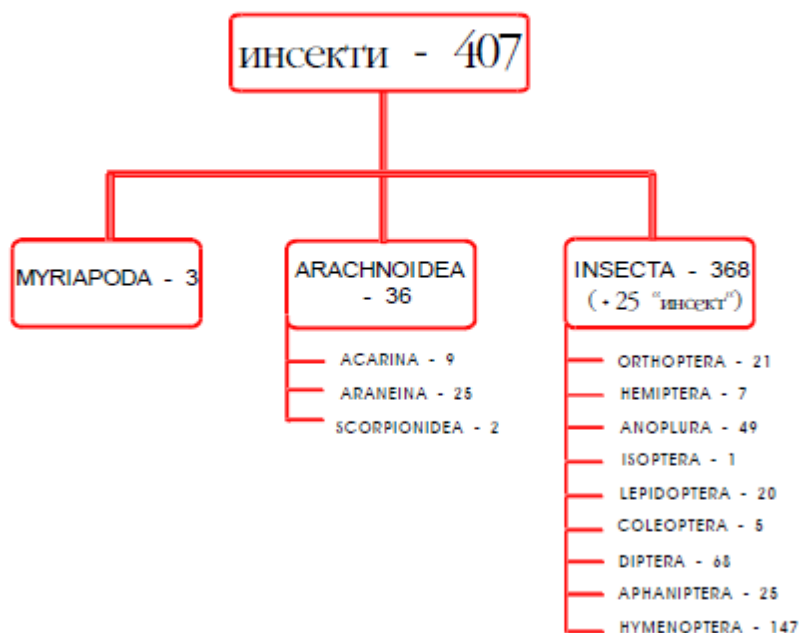 инсекти - 407
MYRIAPODA - 3
ARACHNOIDEA
- 36
INSECTA - 368
(+25 “инсект“)
ACARINA - 9
ARANEINA - 25
SCORPIONIDEA - 2
ORTHOPTERA - 21
HEMIPTERA - 7
ANOPLURA - 49
ISOPTERA - 1
LEPIDOPTERA - 20
COLEOPTERA - 5
DIPTERA - 68
APHANIPTERA - 25
HYMENOPTERA - 147